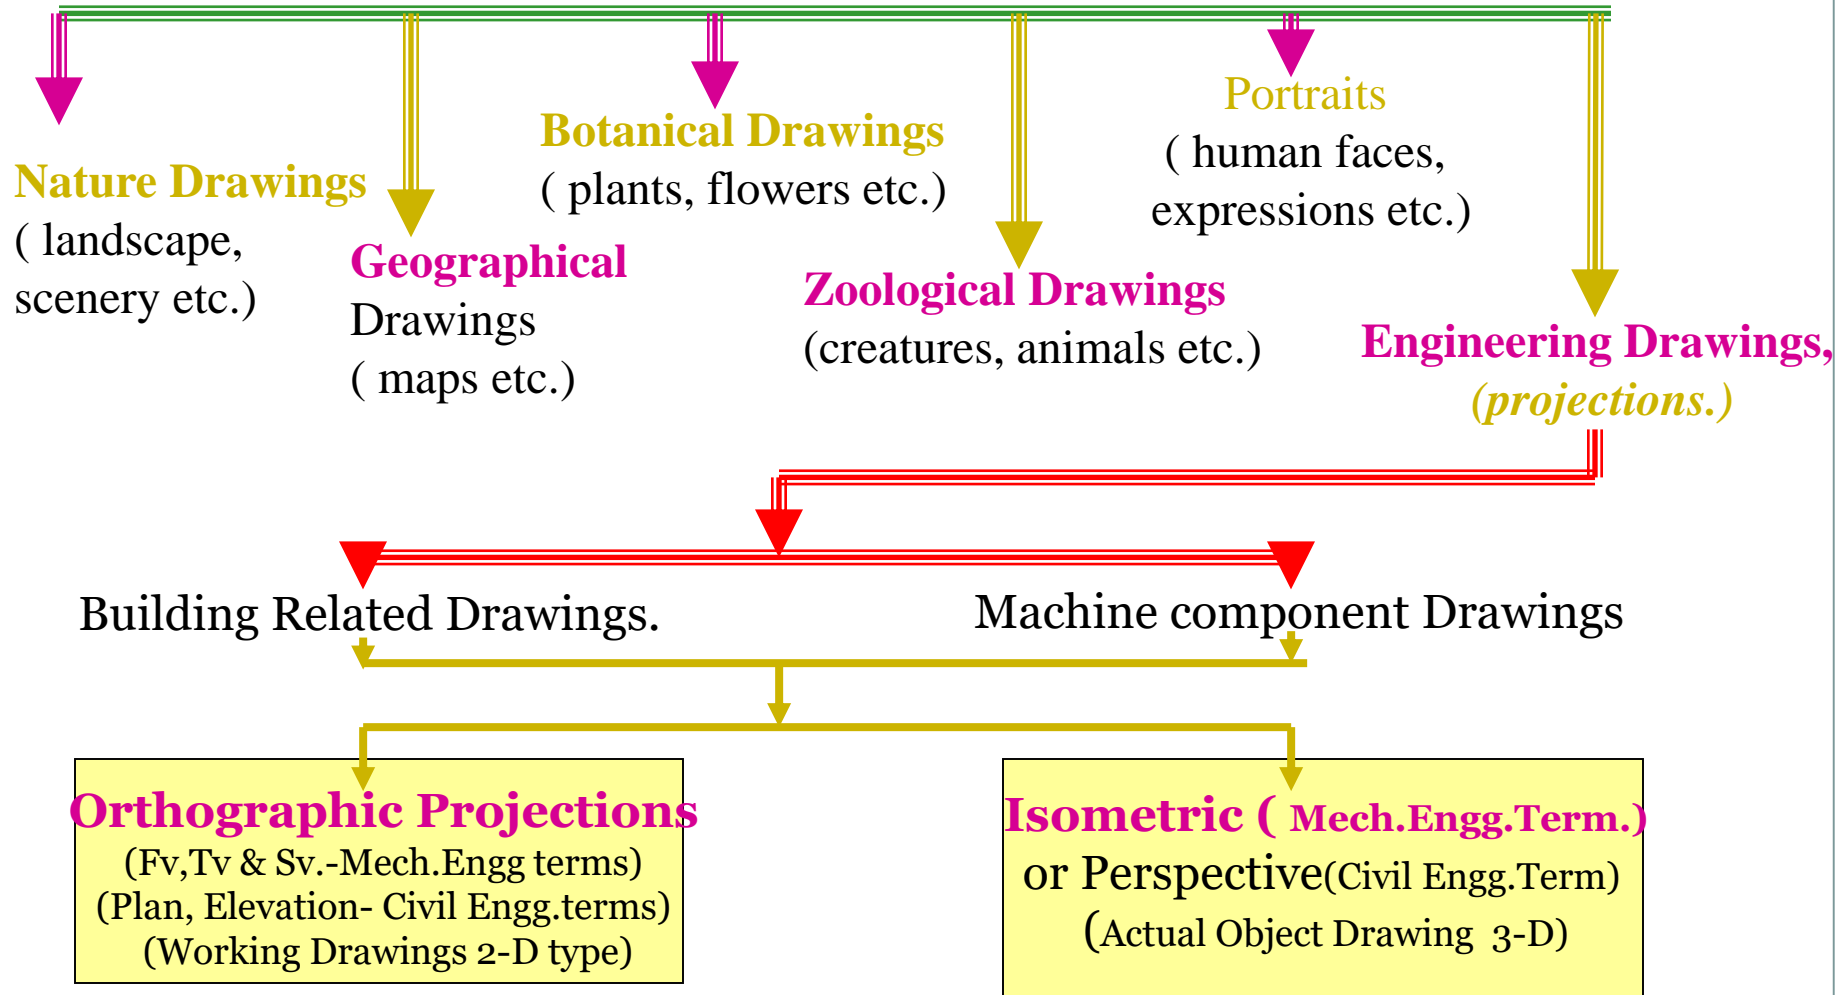 Nature Drawings
( landscape,
scenery etc.)
Geographical
Drawings
( maps etc.)
Botanical Drawings
( plants, flowers etc.)
Zoological Drawings
(creatures, animals etc.)
Portraits
( human faces,
expressions etc.)
Engineering Drawings,
(projections.)
Building Related Drawings.
Machine component Drawings
Orthographic Projections
(Fv,Tv & Sv.-Mech.Engg terms)
(Plan, Elevation- Civil Engg.terms)
(Working Drawings 2-D type)
Isometric ( Mech.Engg.Term.)
or Perspective(Civil Engg.Term)
(Actual Object Drawing 3-D)